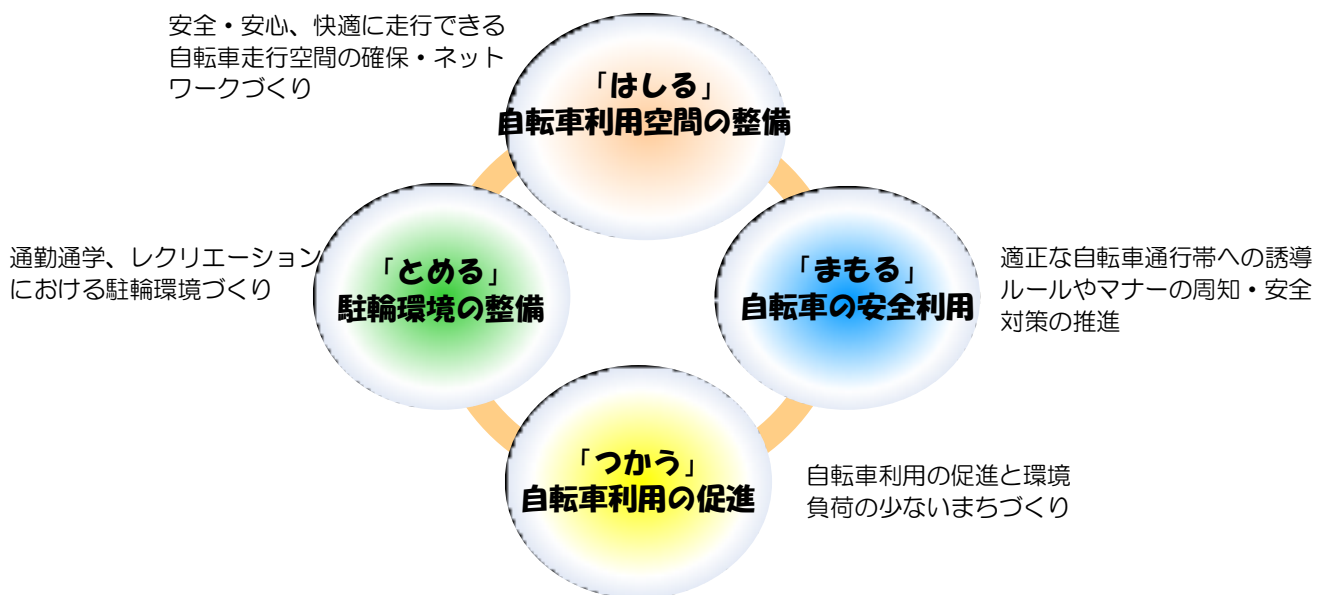 安全・安心、快適に走行できる
自転車走行空間の確保・ネット
ワークづくり
「はしる」
自転車利用空間の整備
通勤通学、レクリエーション
における駐輪環境づくり
「とめる」
駐輪環境の整備
「まもる」
自転車の安全利用
適正な自転車通行帯への誘導
ルールやマナーの周知・安全
対策の推進
「つかう」
自転車利用の促進
自転車利用の促進と環境
負荷の少ないまちづくり